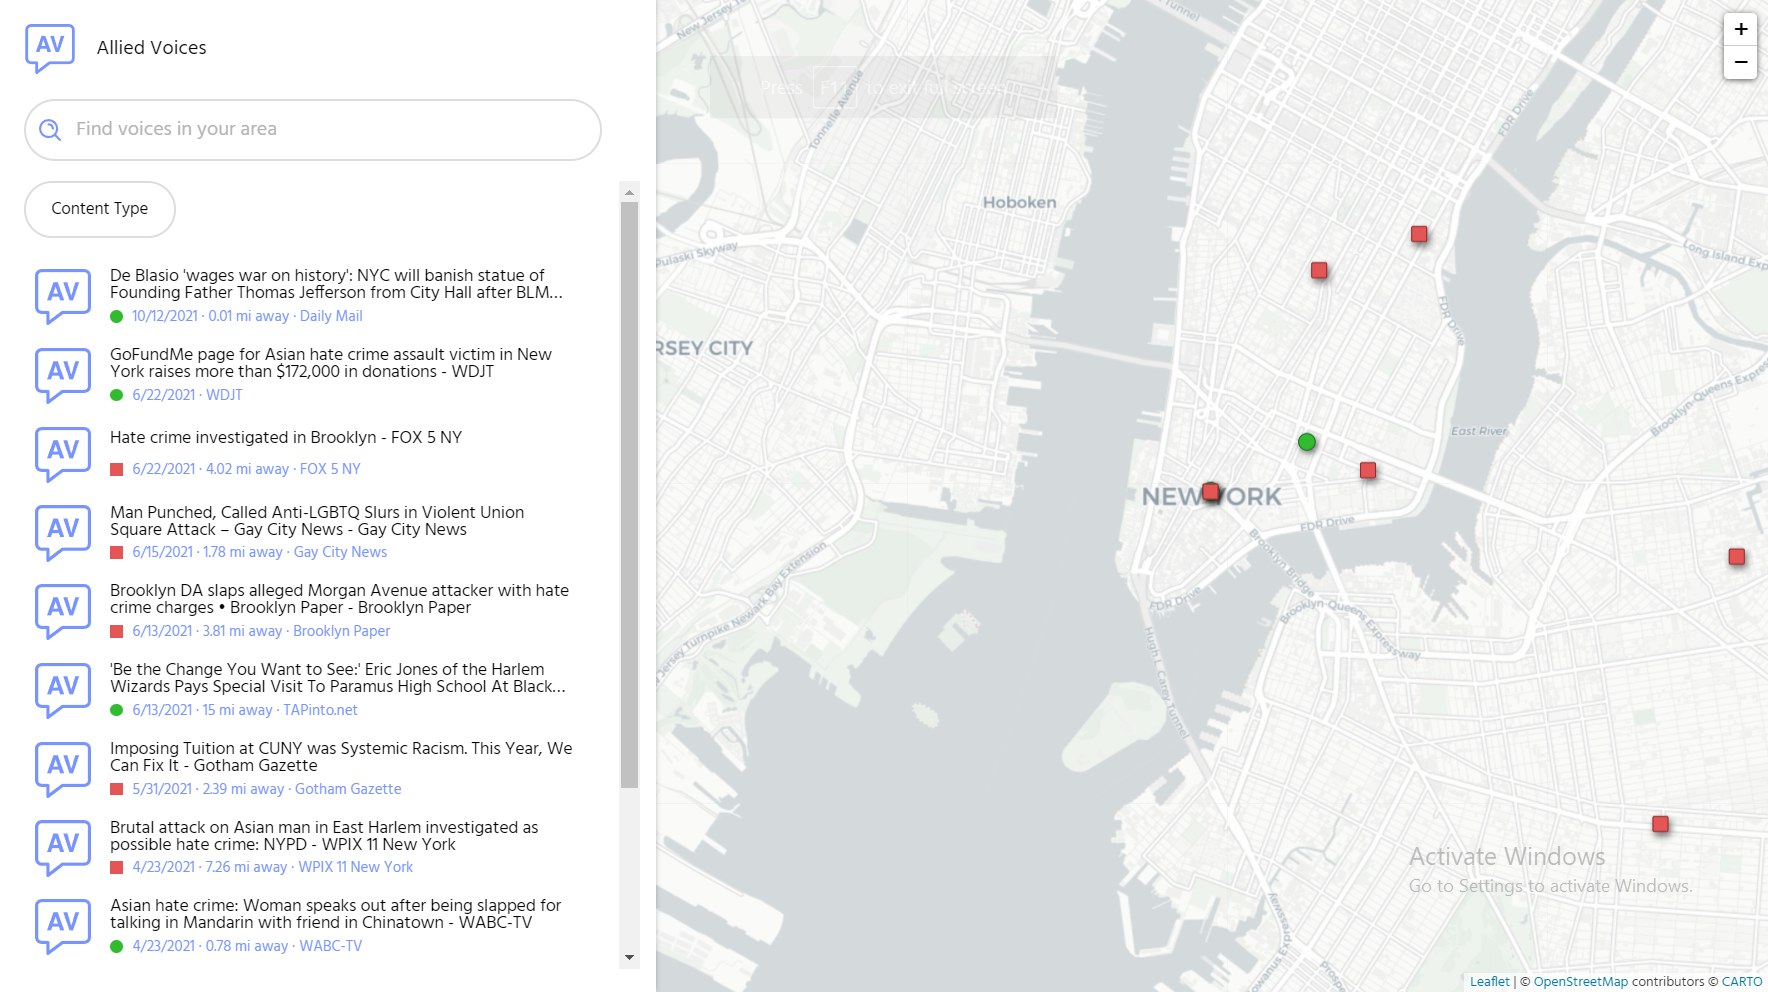 AV
Allied Voices
Find voices in your area
Content Type
AV
De Blasio 'wages war on history': NYC will banish statue of
Founding Father Thomas Jefferson from City Hall after BLM...
10/12/2021 · 0.01 mi away · Daily Mail
AV
GoFundMe page for Asian hate crime assault victim in New
York raises more than $172,000 in donations - WDJT
6/22/2021 · WDJT
AV
Hate crime investigated in Brooklyn - FOX 5 NY
6/22/2021 · 4.02 mi away · FOX 5 NY
AV
Man Punched, Called Anti-LGBTQ Slurs in Violent Union
Square Attack – Gay City News - Gay City News
6/15/2021 · 1.78 mi away · Gay City News
AV
Brooklyn DA slaps alleged Morgan Avenue attacker with hate
crime charges • Brooklyn Paper - Brooklyn Paper
6/13/2021 · 3.81 mi away · Brooklyn Paper
AV
'Be the Change You Want to See:' Eric Jones of the Harlem
Wizards Pays Special Visit To Paramus High School At Black...
6/13/2021 · 15 mi away · TAPinto.net
AV
Imposing Tuition at CUNY was Systemic Racism. This Year, We
Can Fix It - Gotham Gazette
5/31/2021 · 2.39 mi away · Gotham Gazette
AV
Brutal attack on Asian man in East Harlem investigated as
possible hate crime: NYPD - WPIX 11 New York
4/23/2021 · 7.26 mi away · WPIX 11 New York
AV
Asian hate crime: Woman speaks out after being slapped for
talking in Mandarin with friend in Chinatown - WABC-TV
4/23/2021 · 0.78 mi away · WABC-TV
New Jersey T
Tunnel
+
−
Press F11 to exit full screen
Tonnelle Avenue
FDR Drive
Hoboken
Pulaski Skyway
Long Island Exp
FDR Drive
RSEY CITY
Brooklyn-Queens Express
East River
NEW YORK
FDR Drive
Brooklyn Bridge
Jersey Turnpike Newark Bay Extension
FDR Drive
Brooklyn-Queens Expressway
Hugh L. Carey Tunnel
Activate Windows
Go to Settings to activate Windows.
owanus Expressway
Prospe
Leaflet | © OpenStreetMap contributors © CARTO